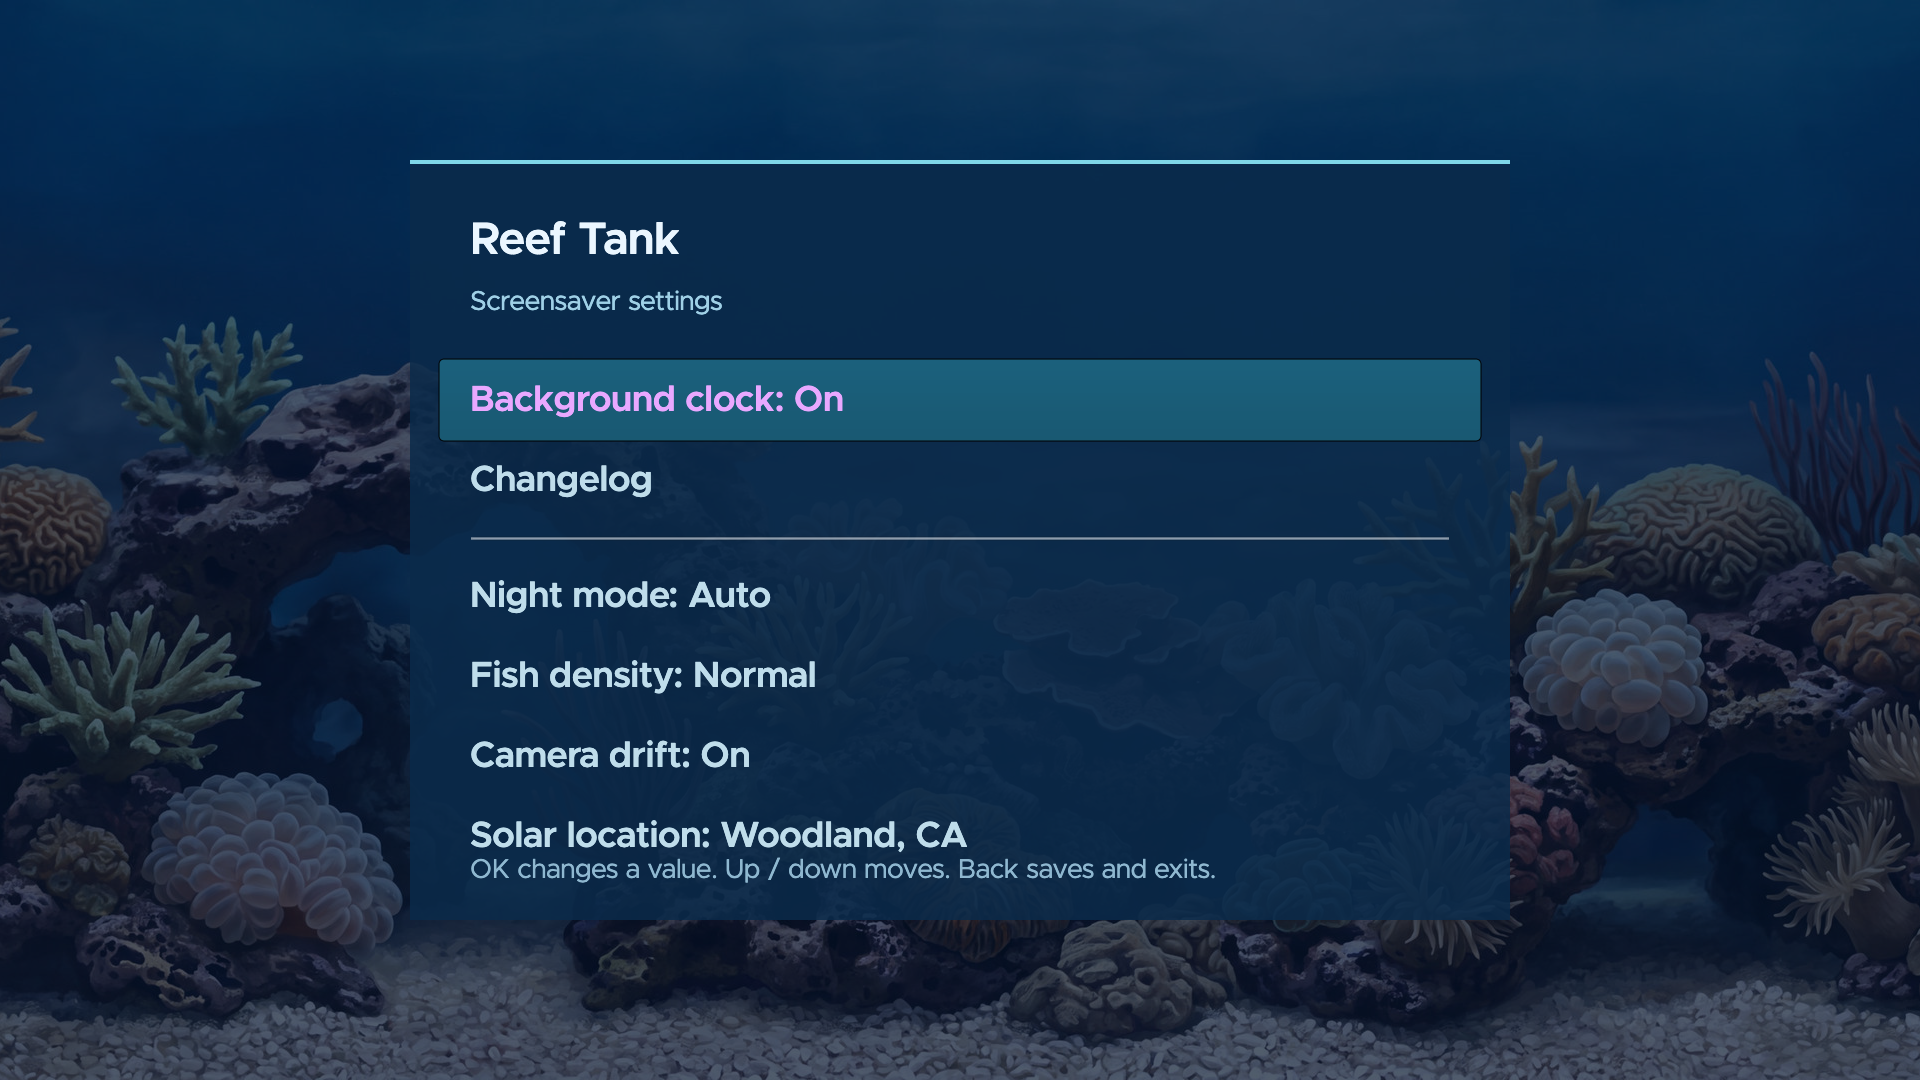 Reef Tank
Screensaver settings
Background clock: On
Changelog
Night mode: Auto
Fish density: Normal
Camera drift: On
Solar location: Woodland, CA
OK changes a value. Up / down moves. Back saves and exits.